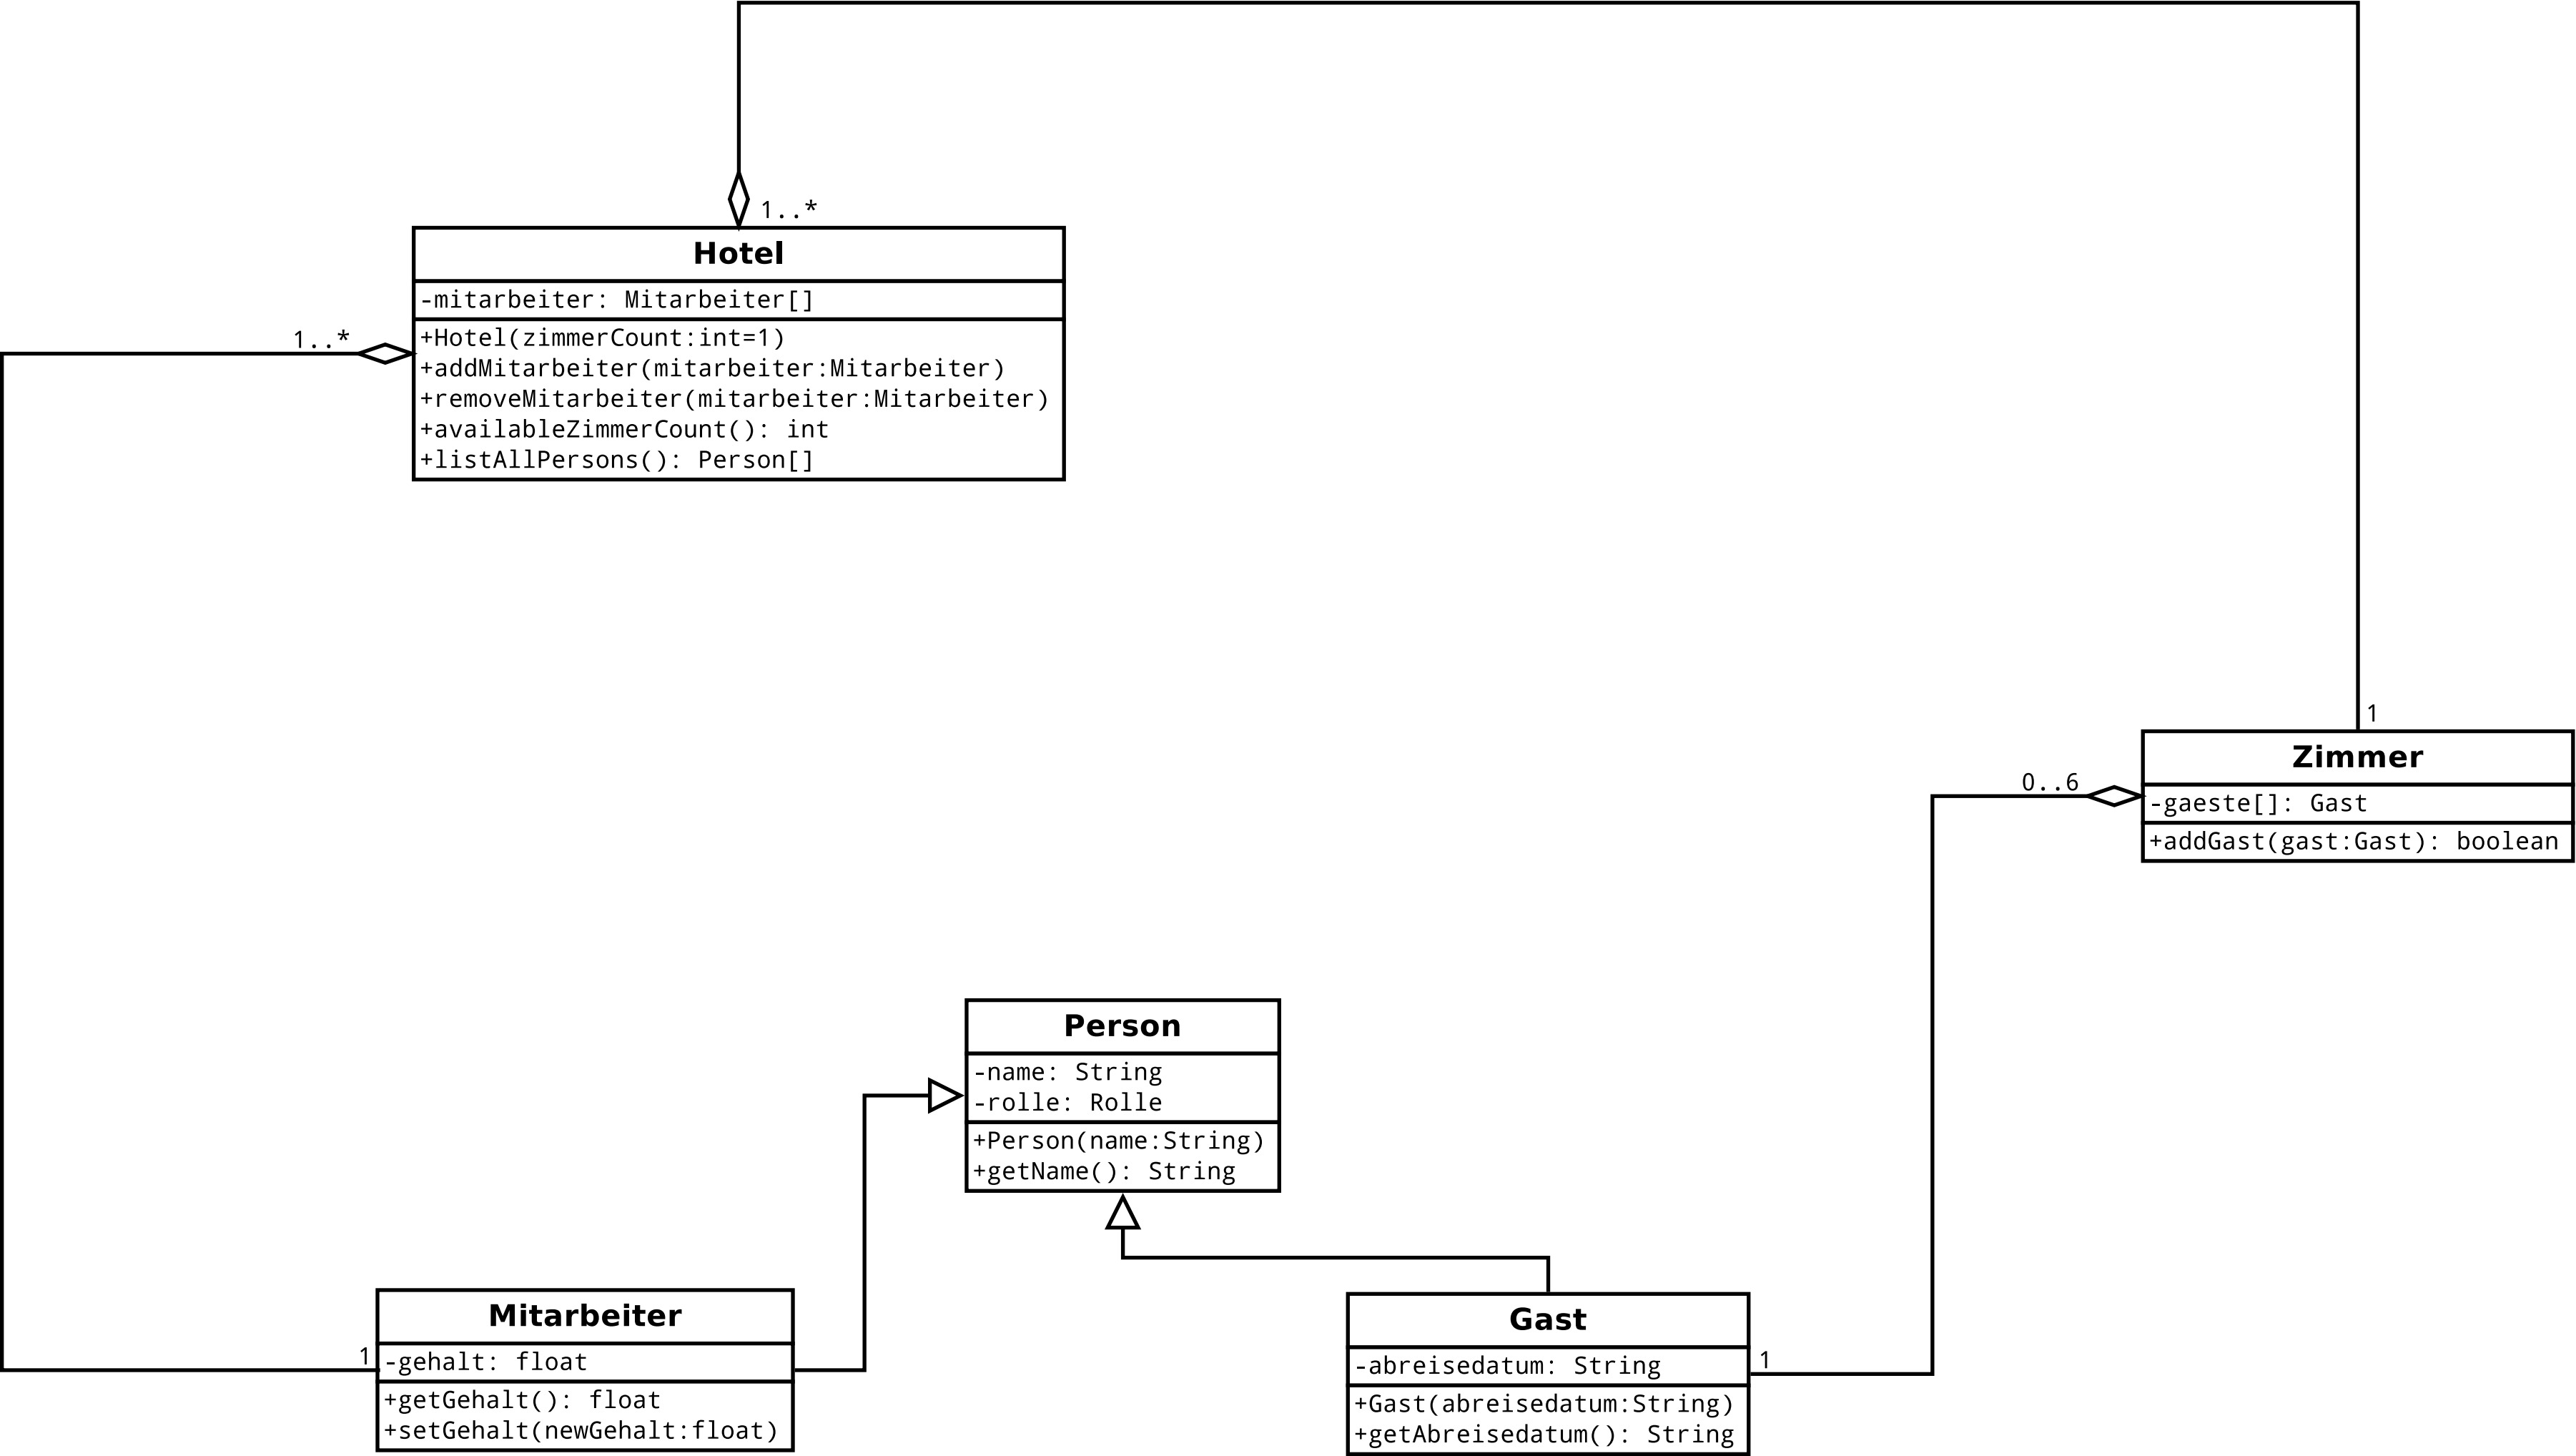 1..*
Hotel
-mitarbeiter: Mitarbeiter[]
1..*
+Hotel(zimmerCount:int=1)
+addMitarbeiter(mitarbeiter:Mitarbeiter)
+removeMitarbeiter(mitarbeiter:Mitarbeiter)
+availableZimmerCount(): int
+listAllPersons(): Person[]
1
Zimmer
0..6
-gaeste[]: Gast
+addGast(gast:Gast): boolean
Person
-name: String
-rolle: Rolle
+Person(name:String)
+getName(): String
Mitarbeiter
1
-gehalt: float
+getGehalt(): float
+setGehalt(newGehalt:float)
Gast
-abreisedatum: String
1
+Gast(abreisedatum:String)
+getAbreisedatum(): String